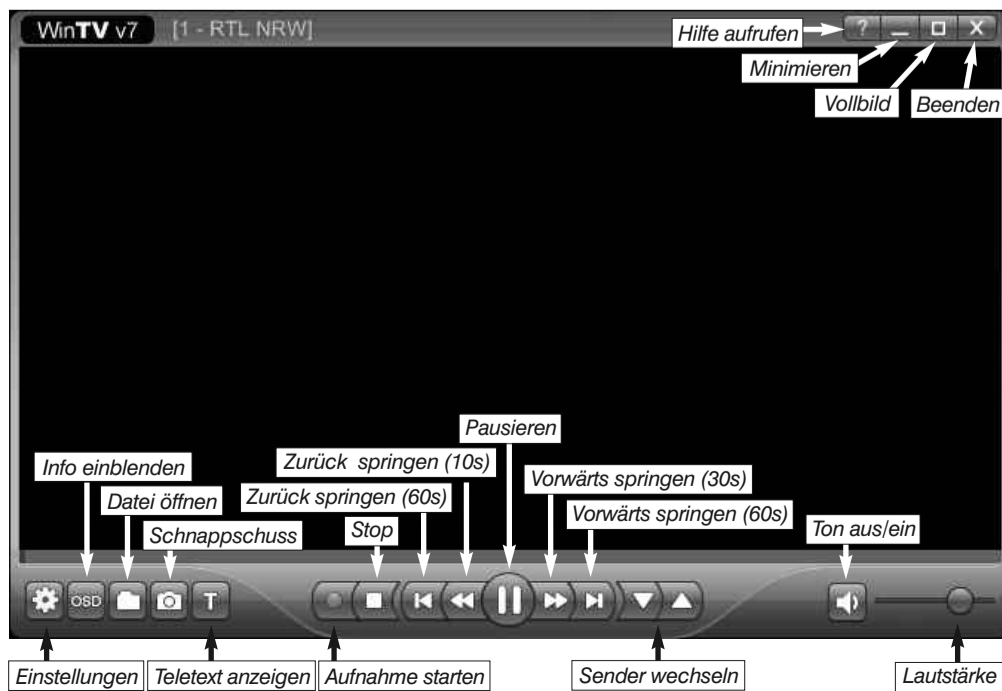 WinTV v7 [1 - RTL NRW]
Hilfe aufrufen
?
X
Minimieren
Vollbild
Beenden
Pausieren
Info einblenden
Zurück springen (10s)
Vorwärts springen (30s)
Datei öffnen
Zurück springen (60s)
Vorwärts springen (60s)
Schnappschuss
Stop
Ton aus/ein
OSD
T
Einstellungen
Teletext anzeigen
Aufnahme starten
Sender wechseln
Lautstärke